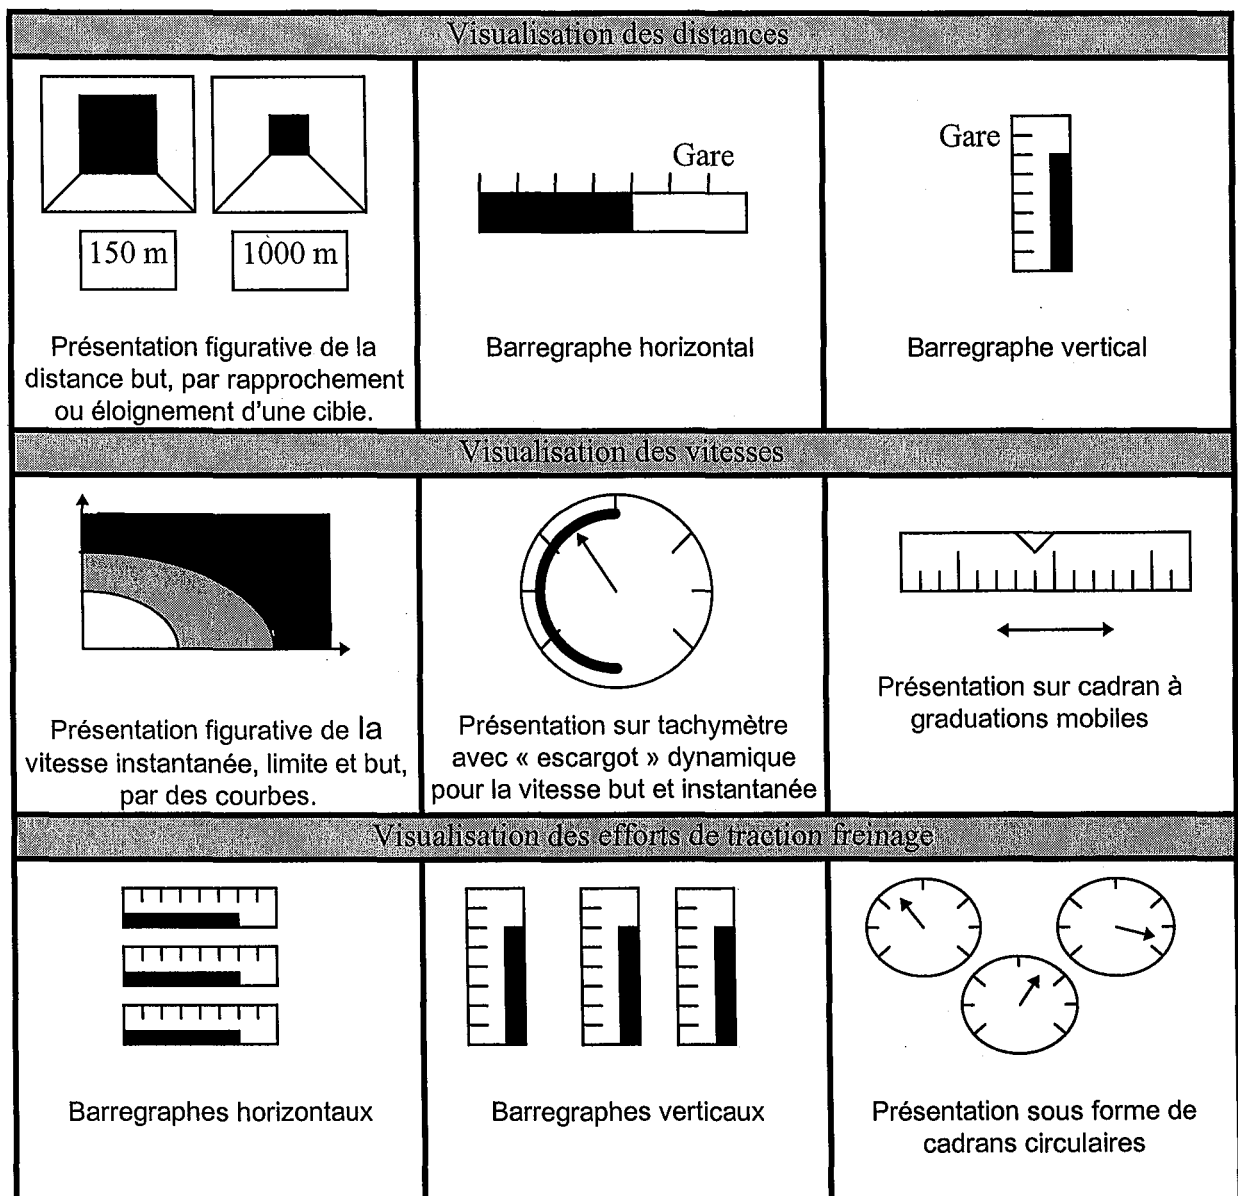 Visualisation des distances
150 m
1000 m
Présentation figurative de la
distance but, par rapprochement
ou éloignement d'une cible.
Gare
Barregraphe horizontal
Gare
Barregraphe vertical
Visualisation des vitesses
Présentation figurative de la
vitesse instantanée, limite et but,
par des courbes.
Présentation sur tachymètre
avec « escargot » dynamique
pour la vitesse but et instantanée
Présentation sur cadran à
graduations mobiles
Visualisation des efforts de traction freinage
Barregraphes horizontaux
Barregraphes verticaux
Présentation sous forme de
cadrans circulaires